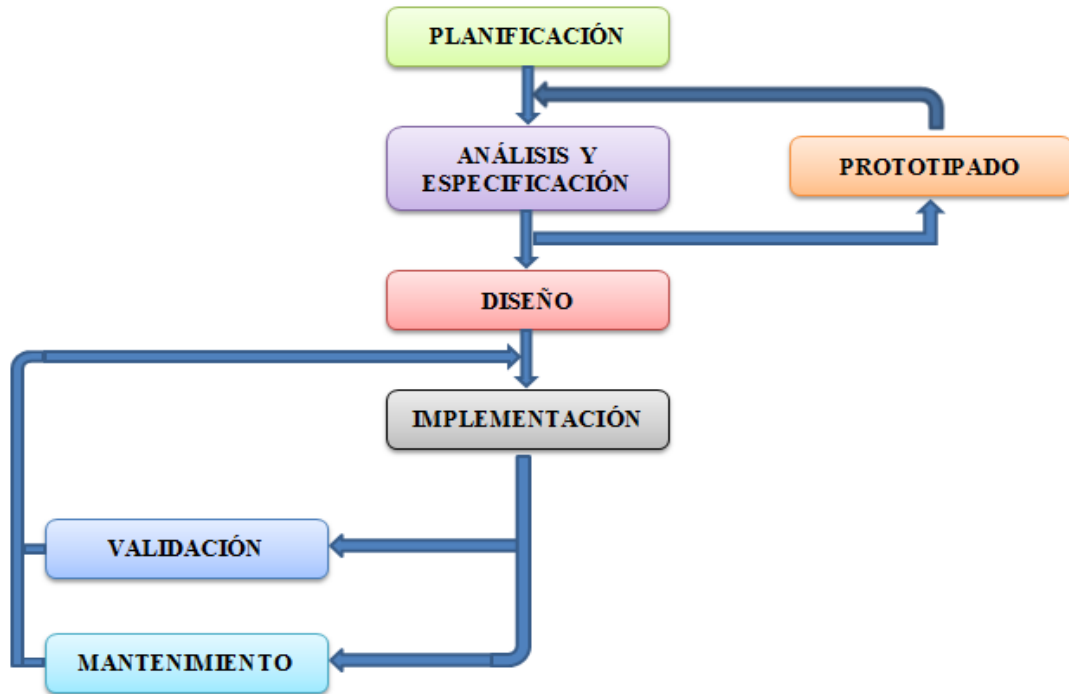 PLANIFICACIÓN
ANÁLISIS Y
ESPECIFICACIÓN
PROTOTIPADO
DISEÑO
IMPLEMENTACIÓN
VALIDACIÓN
MANTENIMIENTO